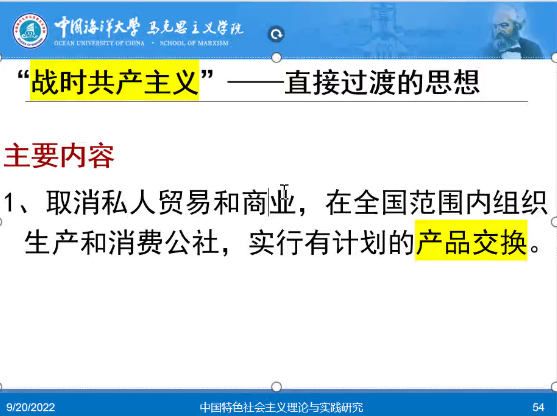 中国海洋大学 马克思主义学院
OCEAN UNIVERSITY OF CHINA · SCHOOL OF MARXISM
“战时共产主义”——直接过渡的思想
主要内容
1、取消私人贸易和商业，在全国范围内组织
生产和消费公社，实行有计划的产品交换。
9/20/2022 中国特色社会主义理论与实践研究 54